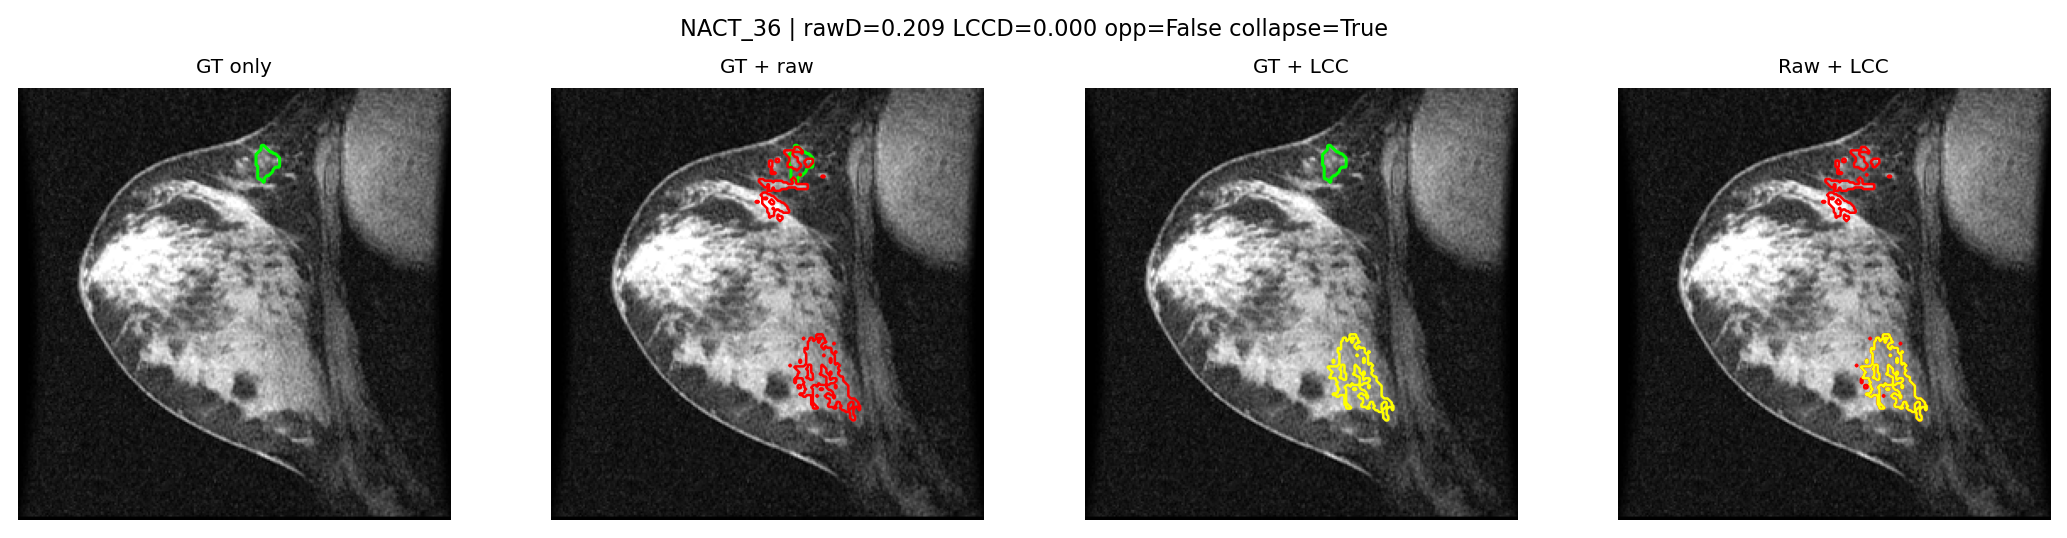 NACT_36 | rawD=0.209 LCCD=0.000 opp=False collapse=True
GT only
GT + raw
GT + LCC
Raw + LCC